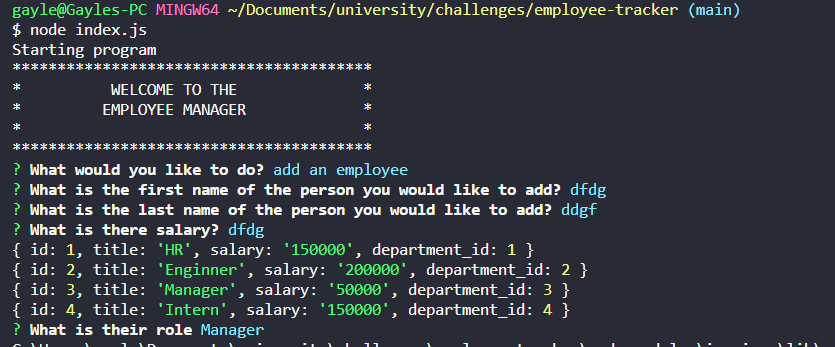 gayle@Gayles-PC MINGW64 ~/Documents/university/challenges/employee-tracker (main)
$ node index.js
Starting program
****************************************
* WELCOME TO THE *
* EMPLOYEE MANAGER *
* *
****************************************
? What would you like to do? add an employee
? What is the first name of the person you would like to add? dfdg
? What is the last name of the person you would like to add? ddgf
? What is there salary? dfdg
{ id: 1, title: 'HR', salary: '150000', department_id: 1 }
{ id: 2, title: 'Enginner', salary: '200000', department_id: 2 }
{ id: 3, title: 'Manager', salary: '50000', department_id: 3 }
{ id: 4, title: 'Intern', salary: '150000', department_id: 4 }
? What is their role Manager